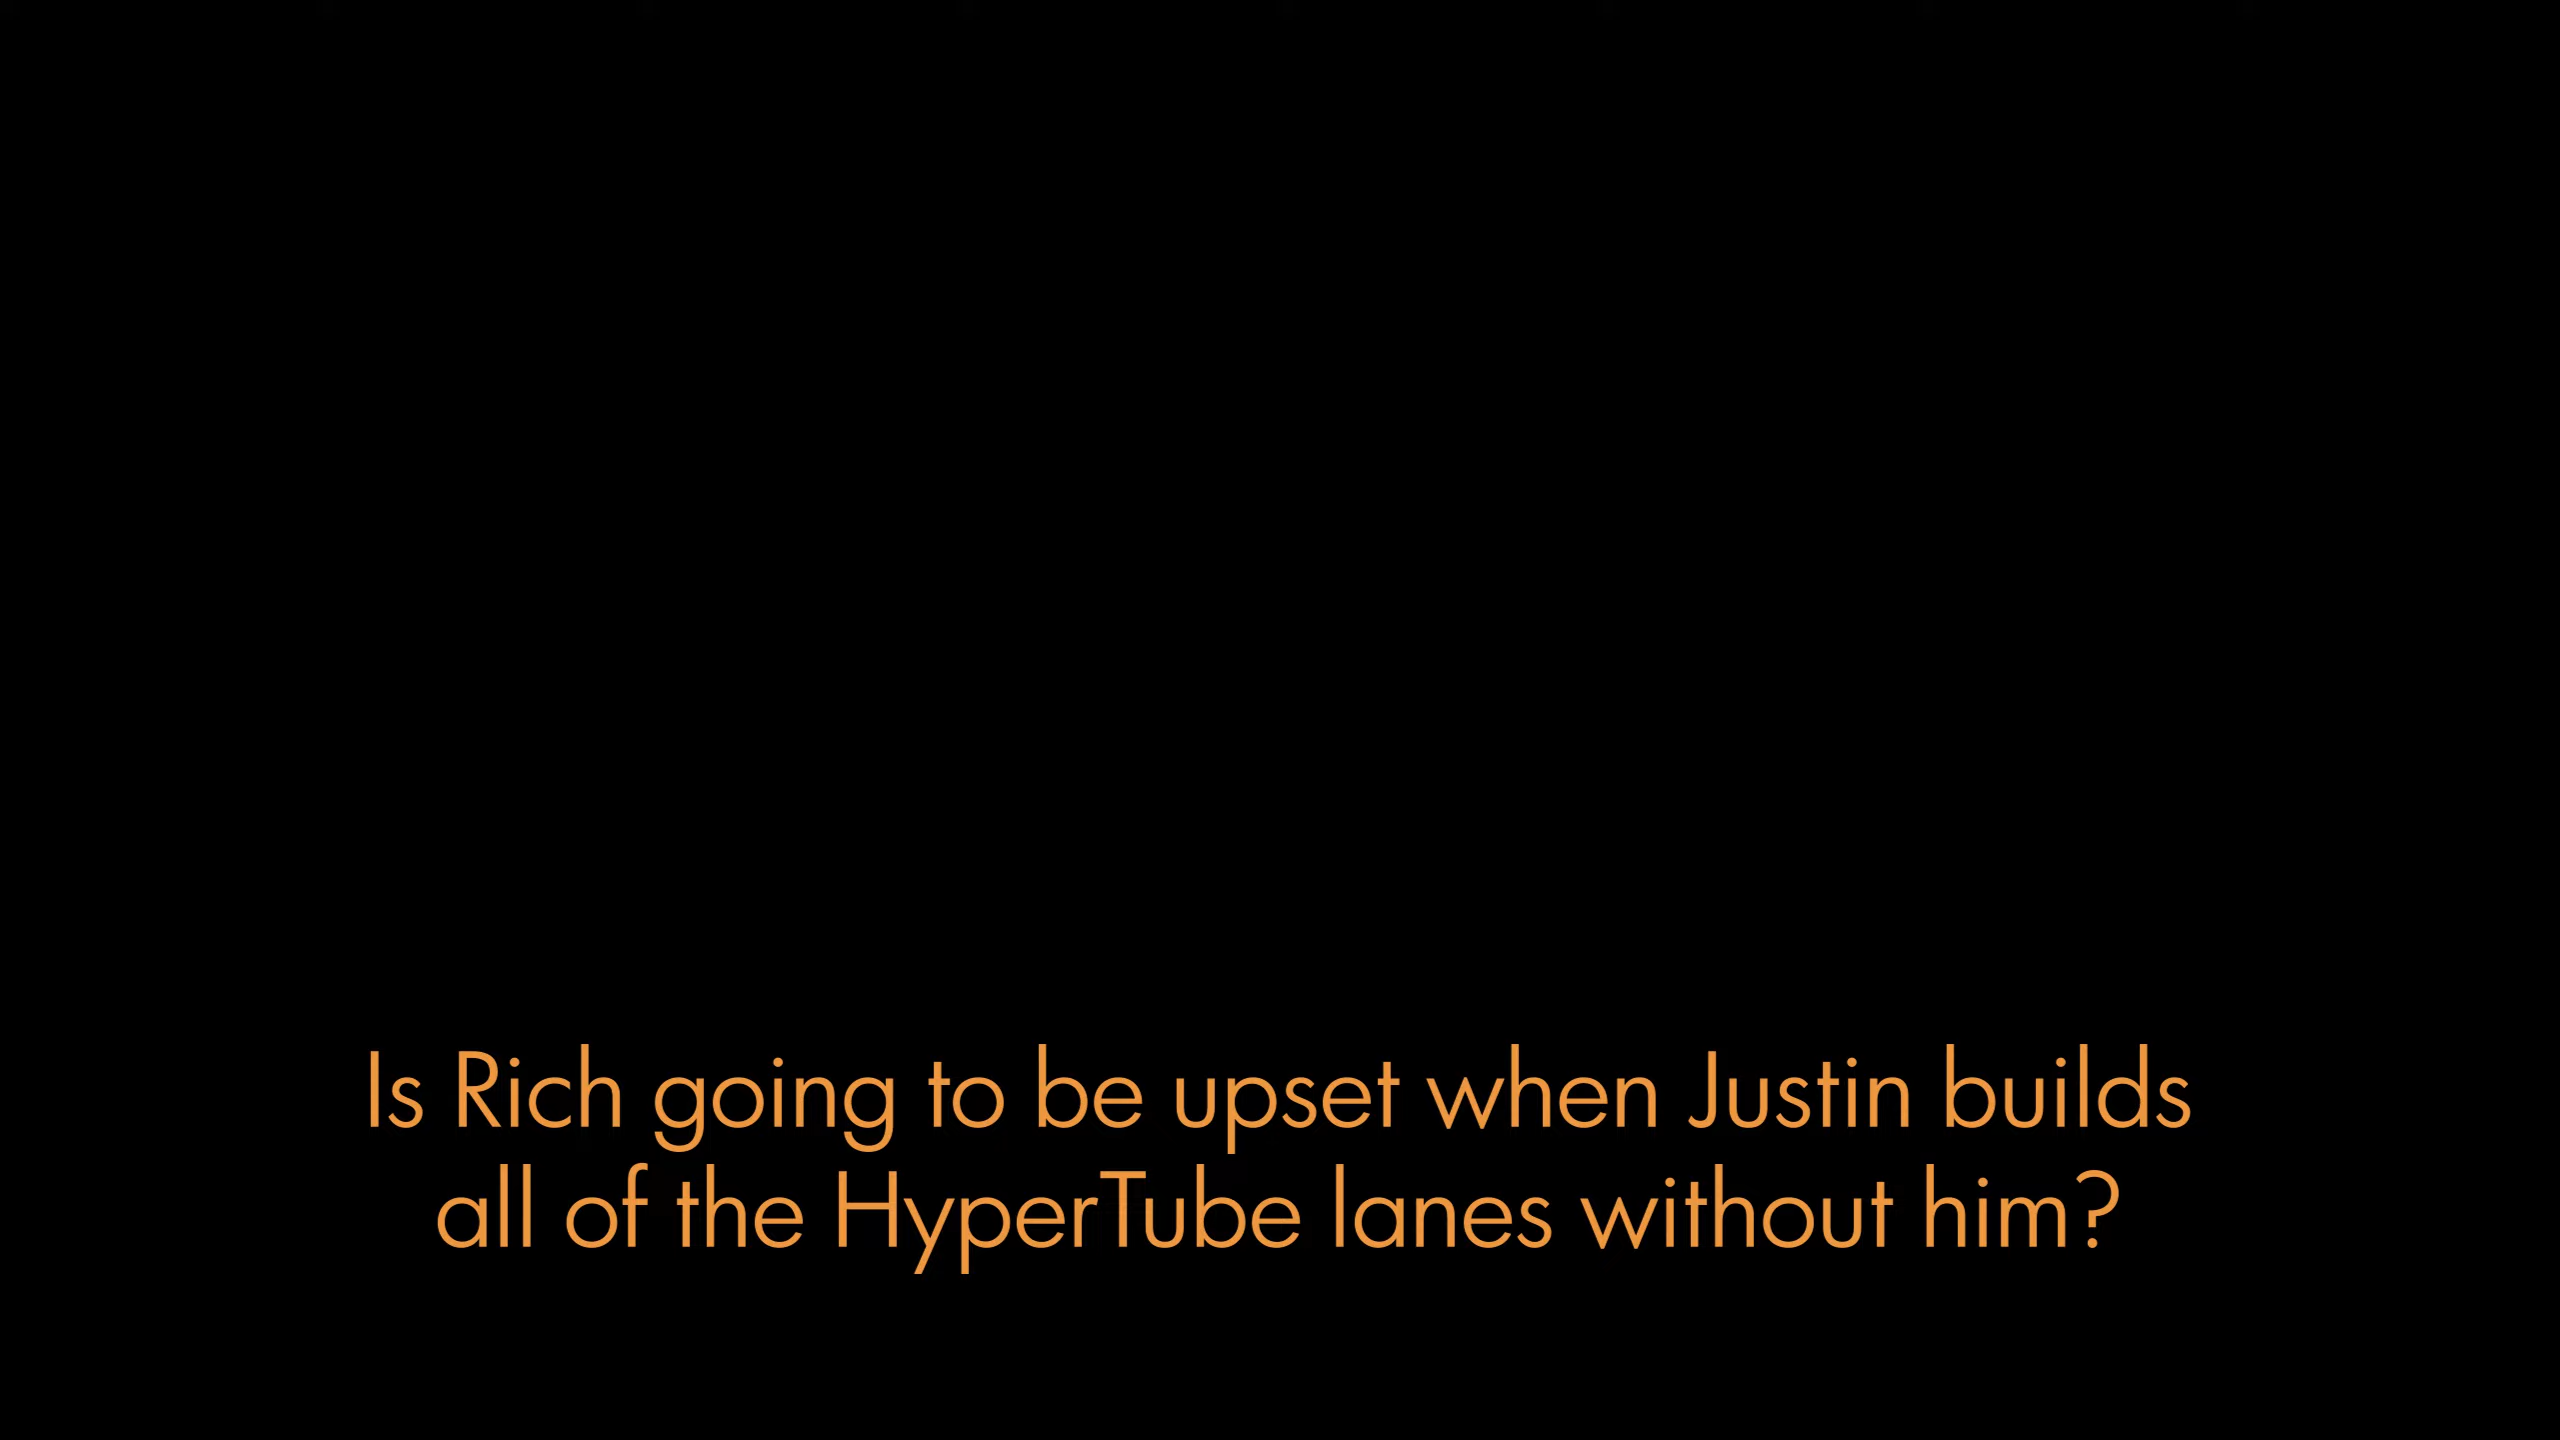 Is Rich going to be upset when Justin builds
all of the HyperTube lanes without him?